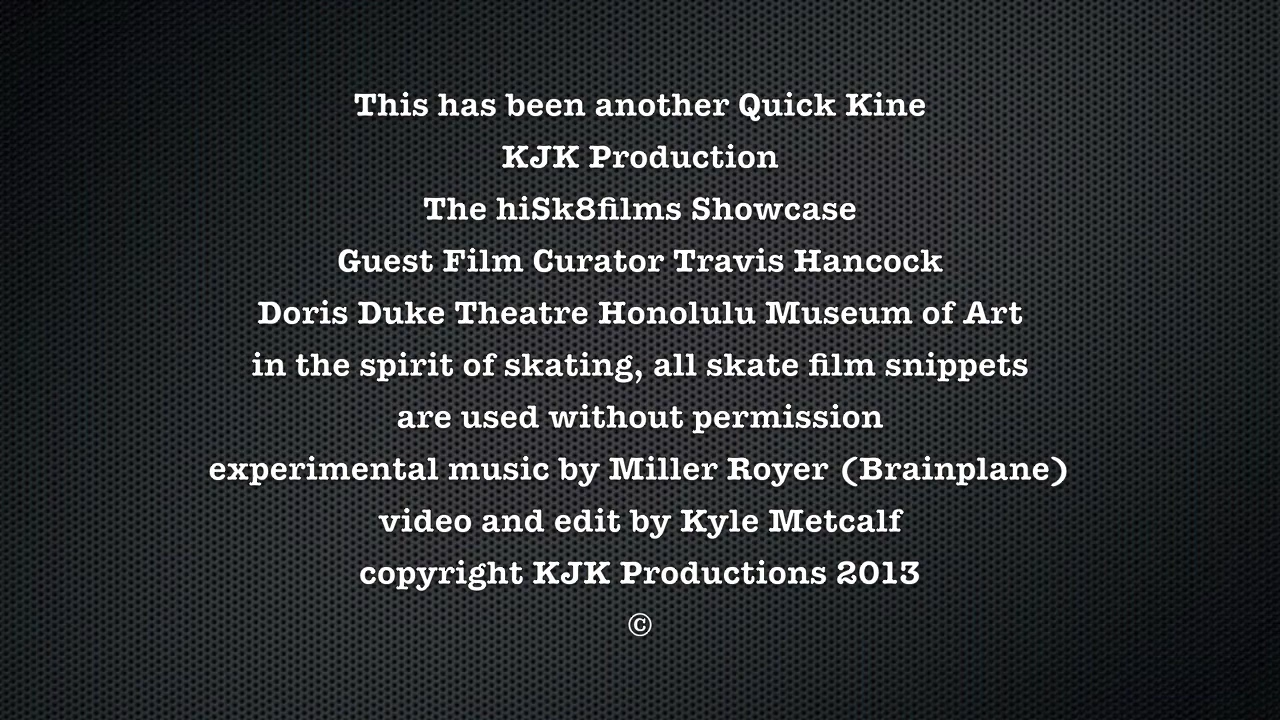 This has been another Quick Kine
KJK Production
The hiSk8films Showcase
Guest Film Curator Travis Hancock
Doris Duke Theatre Honolulu Museum of Art
in the spirit of skating, all skate film snippets
are used without permission
experimental music by Miller Royer (Brainplane)
video and edit by Kyle Metcalf
copyright KJK Productions 2013
©